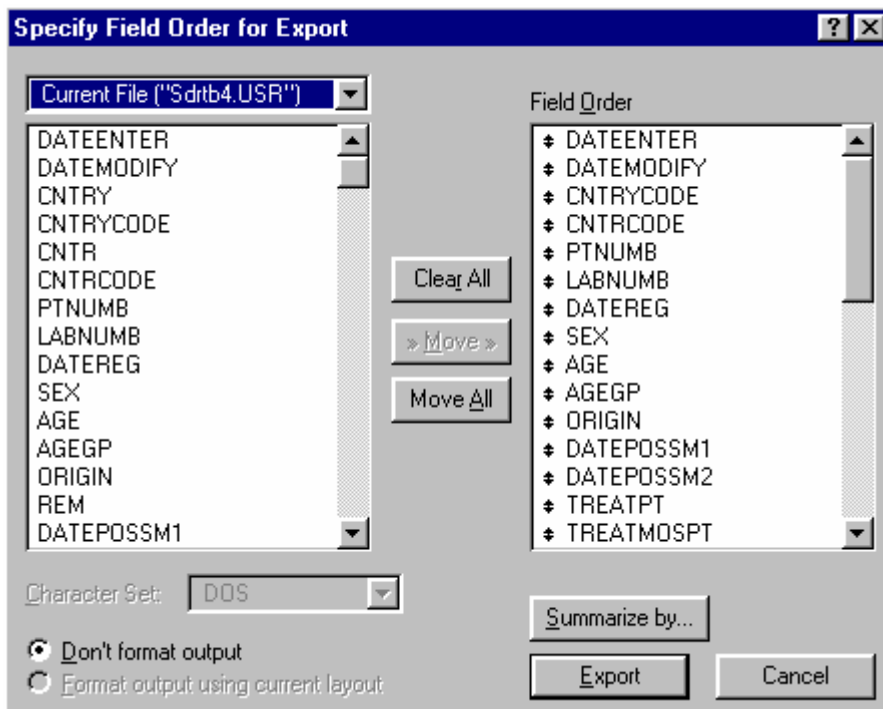 Specify Field Order for Export
Current File ("Sdrtb4.USR")
DATEENTER
DATEMODIFY
CNTRY
CNTRYCODE
CNTR
CNTRCODE
PTNUMB
LABNUMB
DATEREG
SEX
AGE
AGEGP
ORIGIN
REM
DATEPOSSM1
Clear All
» Move »
Move All
Field Order
DATEENTER
DATEMODIFY
CNTRYCODE
CNTRCODE
PTNUMB
LABNUMB
DATEREG
SEX
AGE
AGEGP
ORIGIN
DATEPOSSM1
DATEPOSSM2
TREATPT
TREATMOSPT
Character Set: DOS
Don't format output
Format output using current layout
Summarize by...
Export
Cancel